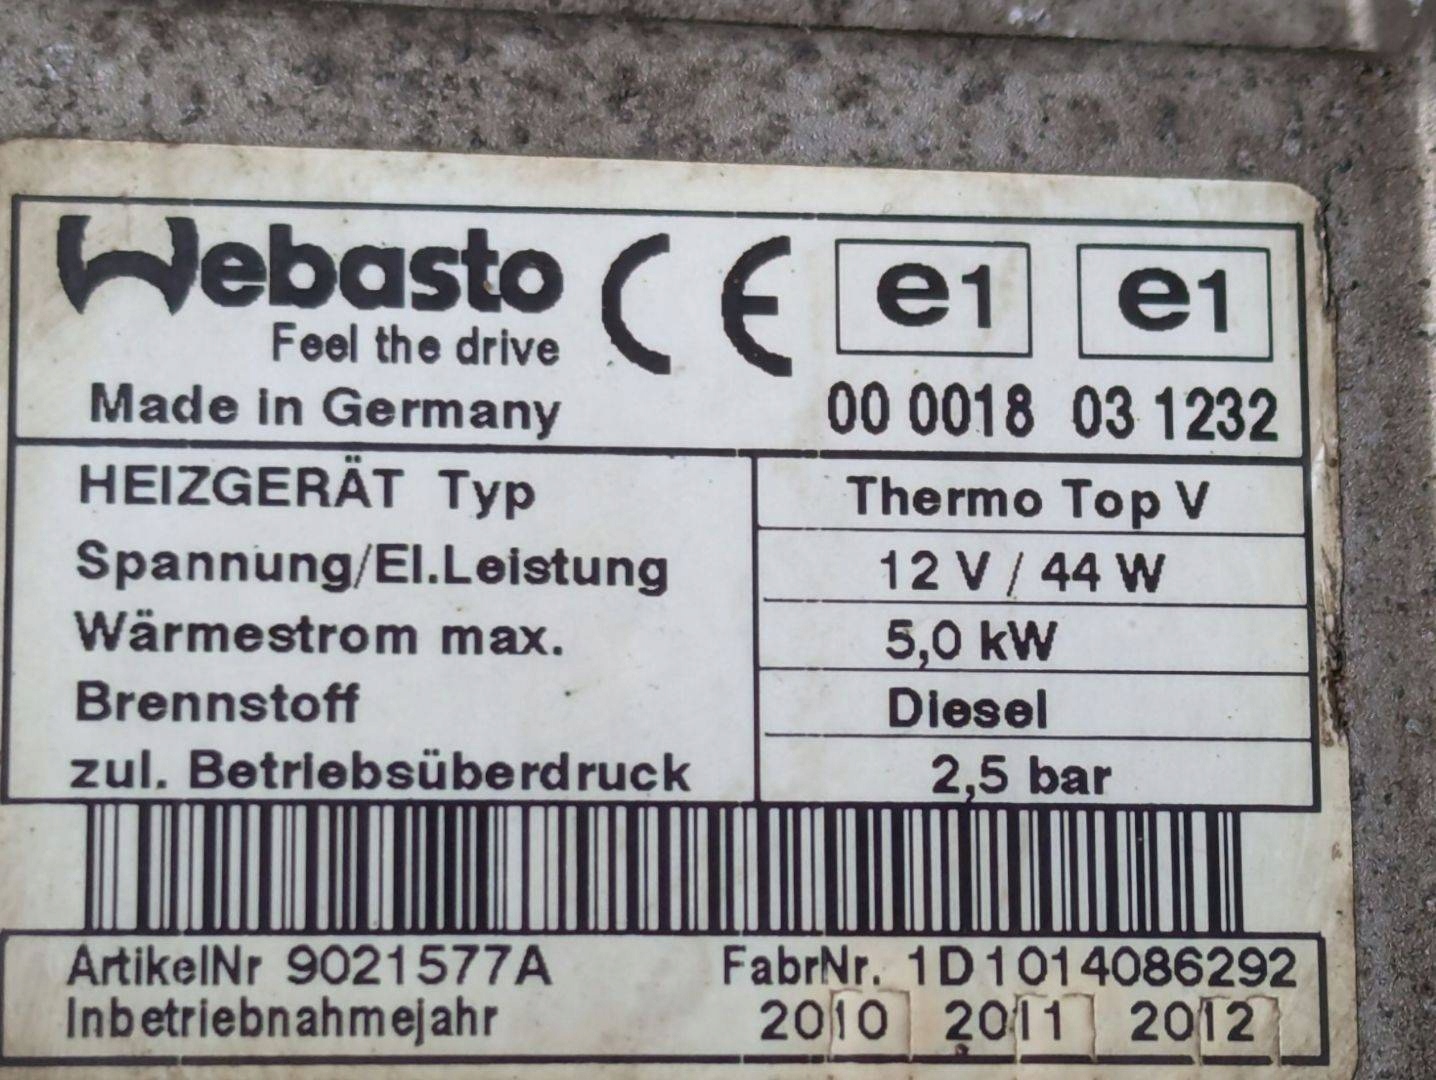 Webasto
Feel the drive
Made in Germany
CE
e1 e1
00 0018 03 1232
HEIZGERÄT Typ Thermo Top V
Spannung/El.Leistung 12 V / 44 W
Wärmestrom max. 5,0 kW
Brennstoff Diesel
zul. Betriebsüberdruck 2,5 bar
ArtikelNr 9021577A FabrNr. 1D1014086292
Inbetriebnahmejahr 2010 2011 2012